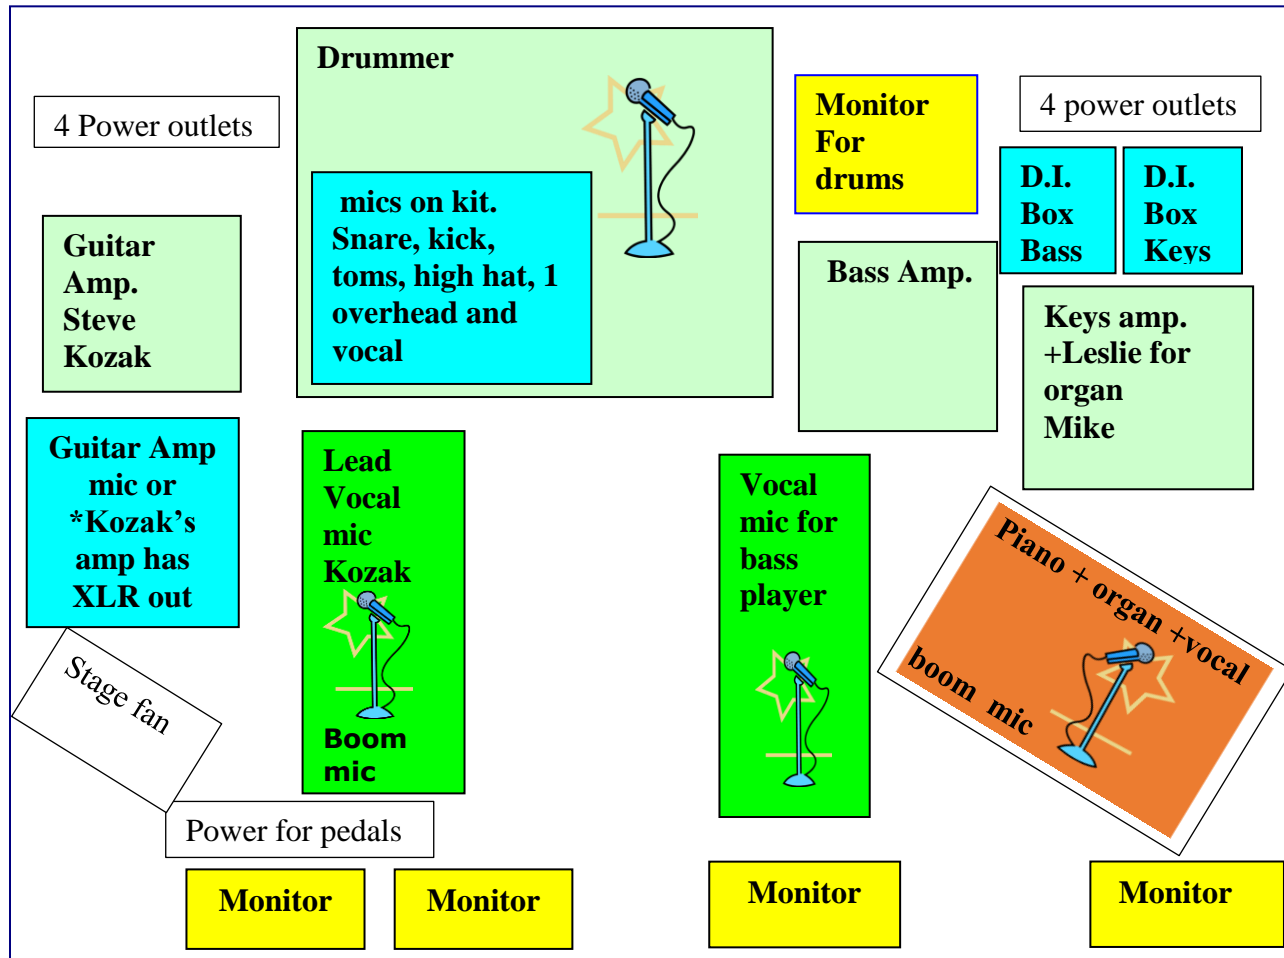 Drummer
4 Power outlets
Monitor
For
drums
4 power outlets
mics on kit.
Snare, kick,
toms, high hat, 1
overhead and
vocal
D.I.
Box
Bass
D.I.
Box
Keys
Guitar
Amp.
Steve
Kozak
Bass Amp.
Keys amp.
+Leslie for
organ
Mike
Guitar Amp
mic or
*Kozak’s
amp has
XLR out
Lead
Vocal
mic
Kozak
Boom
mic
Vocal
mic for
bass
player
Piano + organ +vocal
boom mic
Stage fan
Power for pedals
Monitor
Monitor
Monitor
Monitor